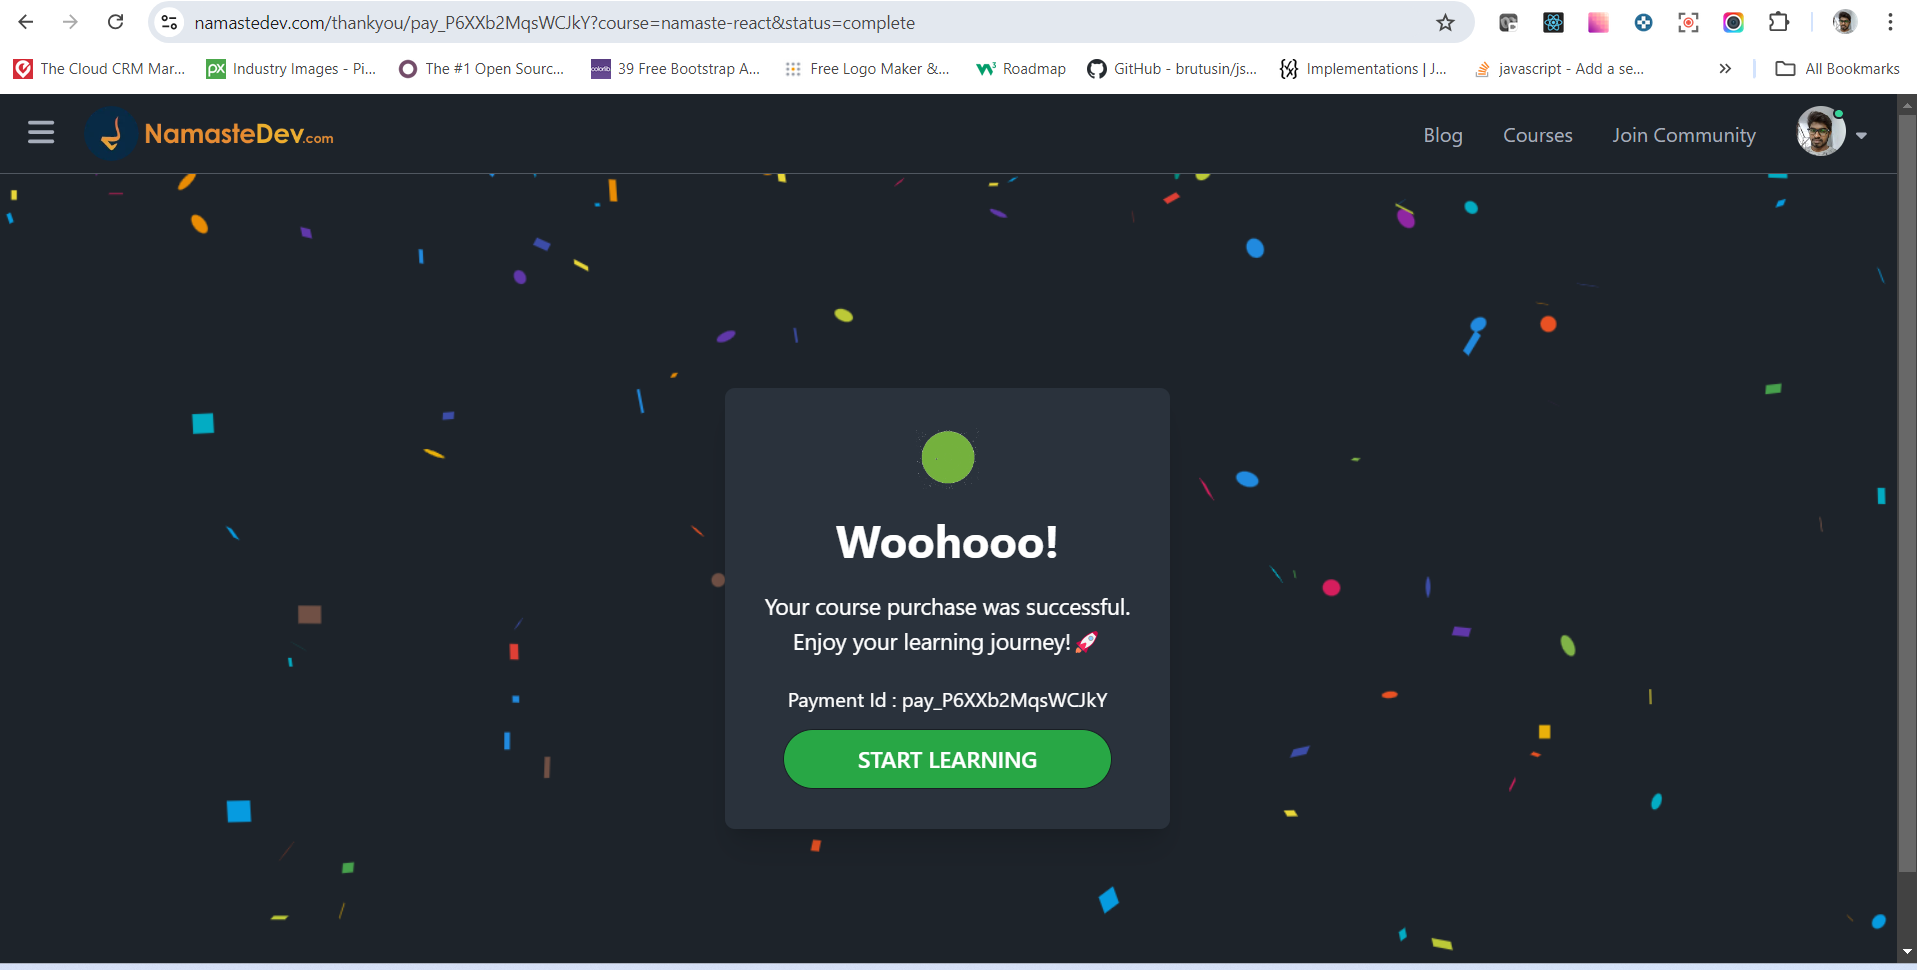 namastedev.com/thankyou/pay_P6XXb2MqsWCJkY?course=namaste-react&status=complete
The Cloud CRM Mar... Industry Images - Pi... The #1 Open Sourc... 39 Free Bootstrap A... Free Logo Maker &... Roadmap GitHub - brutusin/js... Implementations | J... javascript - Add a se... All Bookmarks
NamasteDev.com Blog Courses Join Community
Woohooo!
Your course purchase was successful.
Enjoy your learning journey!🚀
Payment Id : pay_P6XXb2MqsWCJkY
START LEARNING